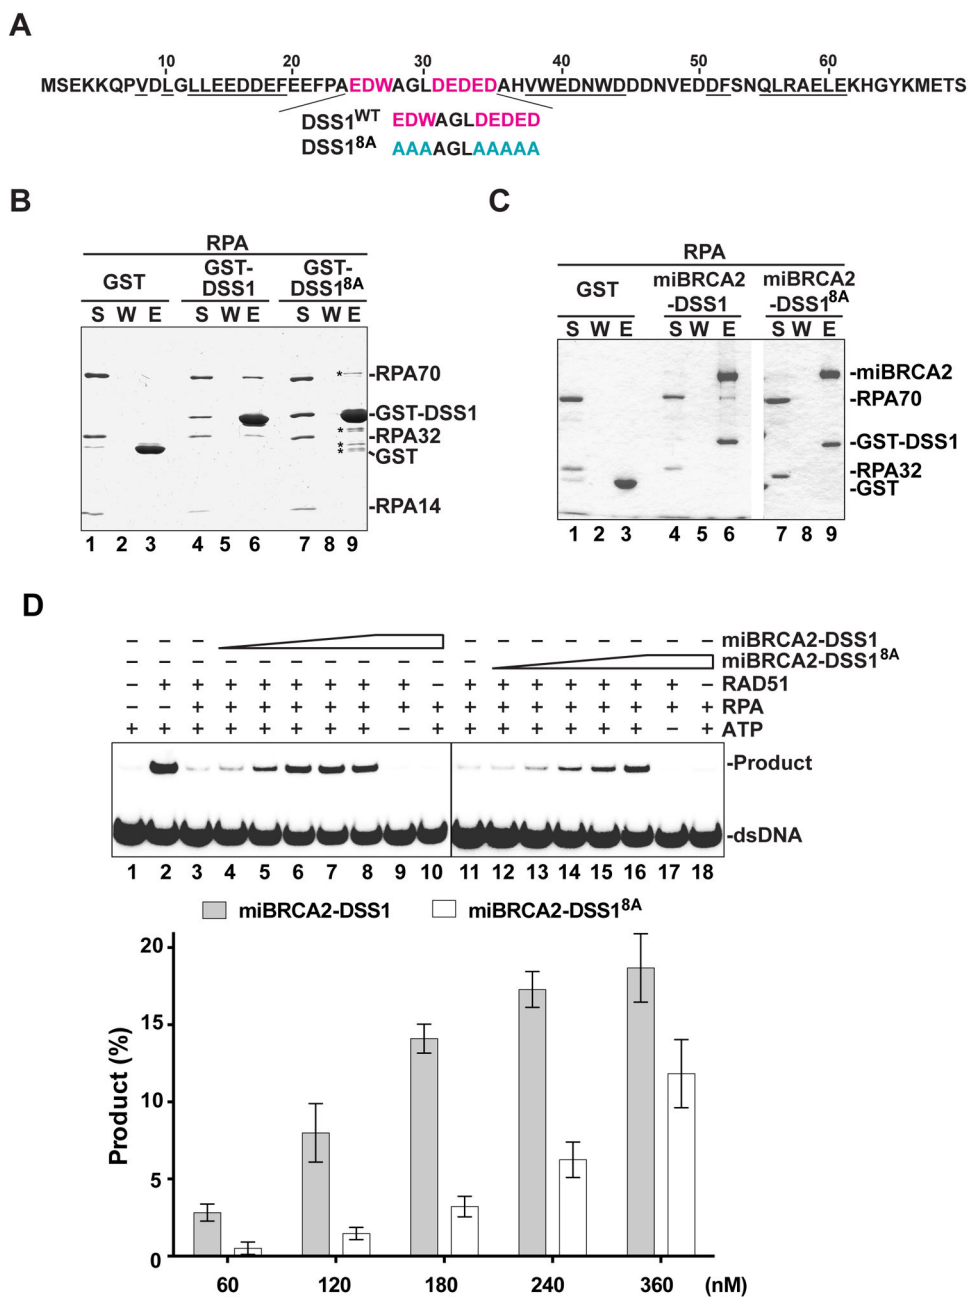 A
10 20 30 40 50 60
MSEKKQPVDLGLLEEDDEFEEFPAEDWAGLDEDEDAHVWEDNWDDDNVEDDFSNQLRAELEKHGYKMETS
DSS1WT EDWAGLDEDED
DSS18A AAAAGLAAAAA
B
RPA
GST GST-DSS1 GST-DSS18A
S W E S W E S W E
*
-RPA70
-GST-DSS1
*
-RPA32
*
*
-GST
-RPA14
1 2 3 4 5 6 7 8 9
C
RPA
GST miBRCA2-DSS1 miBRCA2-DSS18A
S W E S W E S W E
-miBRCA2
-RPA70
-GST-DSS1
-RPA32
-GST
1 2 3 4 5 6 7 8 9
D
– – – – – – – – – – – miBRCA2-DSS1
– – – – – – – – – – – miBRCA2-DSS18A
– + + + + + + + + – + + + + + + + – RAD51
– – + + + + + + + + + + + + + + + + RPA
+ + + + + + + + – + + + + + + + – + ATP
-Product
-dsDNA
1 2 3 4 5 6 7 8 9 10 11 12 13 14 15 16 17 18
miBRCA2-DSS1 miBRCA2-DSS18A
Product (%)
20
15
10
5
0
60 120 180 240 360 (nM)